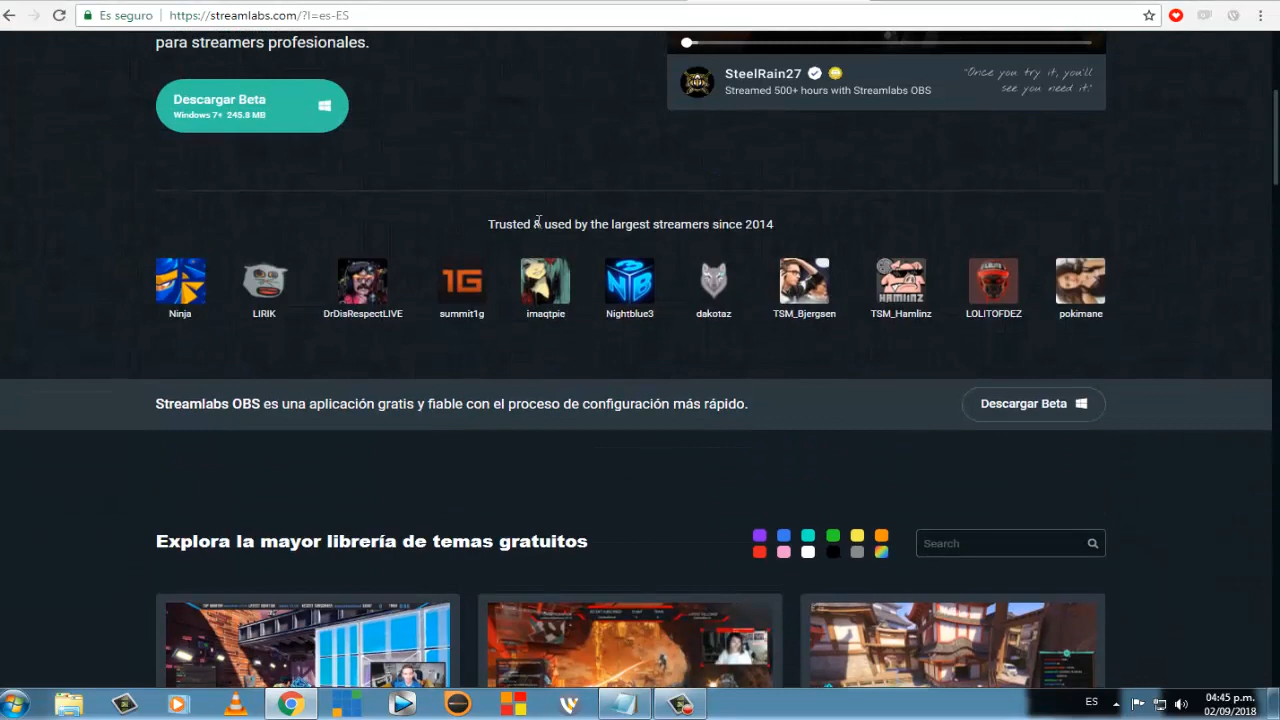 Es seguro https://streamlabs.com/?l=es-ES
para streamers profesionales.
Descargar Beta
Windows 7+ 245.8 MB
SteelRain27
Streamed 500+ hours with Streamlabs OBS
"Once you try it, you'll
see you need it."
Trusted & used by the largest streamers since 2014
1G
NB
HAMLINZ
LOLITO
Ninja LIRIK DrDisRespectLIVE summit1g imaqtpie Nightblue3 dakotaz TSM_Bjergsen TSM_Hamlinz LOLITOFDEZ pokimane
Streamlabs OBS es una aplicación gratis y fiable con el proceso de configuración más rápido.
Descargar Beta
Explora la mayor librería de temas gratuitos
Search
ES
04:45 p.m.
02/09/2018